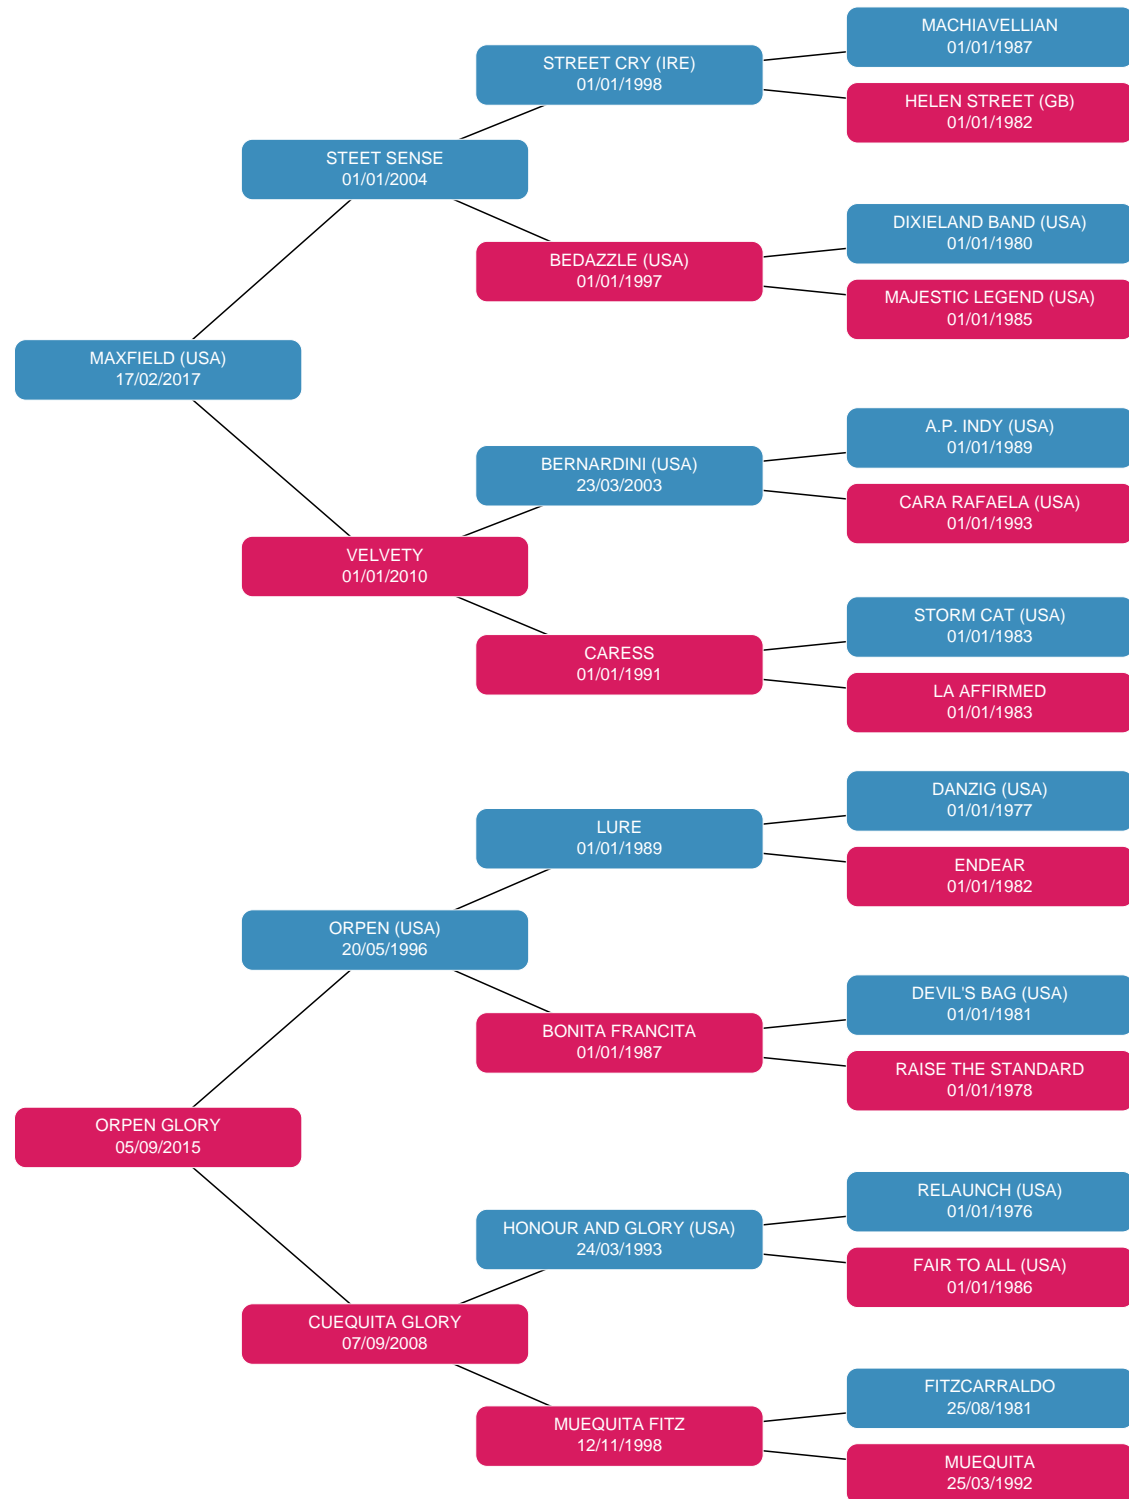 MACHIAVELLIAN
01/01/1987
STREET CRY (IRE)
01/01/1998
HELEN STREET (GB)
01/01/1982
STEET SENSE
01/01/2004
DIXIELAND BAND (USA)
01/01/1980
BEDAZZLE (USA)
01/01/1997
MAJESTIC LEGEND (USA)
01/01/1985
MAXFIELD (USA)
17/02/2017
A.P. INDY (USA)
01/01/1989
BERNARDINI (USA)
23/03/2003
CARA RAFAELA (USA)
01/01/1993
VELVETY
01/01/2010
STORM CAT (USA)
01/01/1983
CARESS
01/01/1991
LA AFFIRMED
01/01/1983
DANZIG (USA)
01/01/1977
LURE
01/01/1989
ENDEAR
01/01/1982
ORPEN (USA)
20/05/1996
DEVIL'S BAG (USA)
01/01/1981
BONITA FRANCITA
01/01/1987
RAISE THE STANDARD
01/01/1978
ORPEN GLORY
05/09/2015
RELAUNCH (USA)
01/01/1976
HONOUR AND GLORY (USA)
24/03/1993
FAIR TO ALL (USA)
01/01/1986
CUEQUITA GLORY
07/09/2008
FITZCARRALDO
25/08/1981
MUEQUITA FITZ
12/11/1998
MUEQUITA
25/03/1992